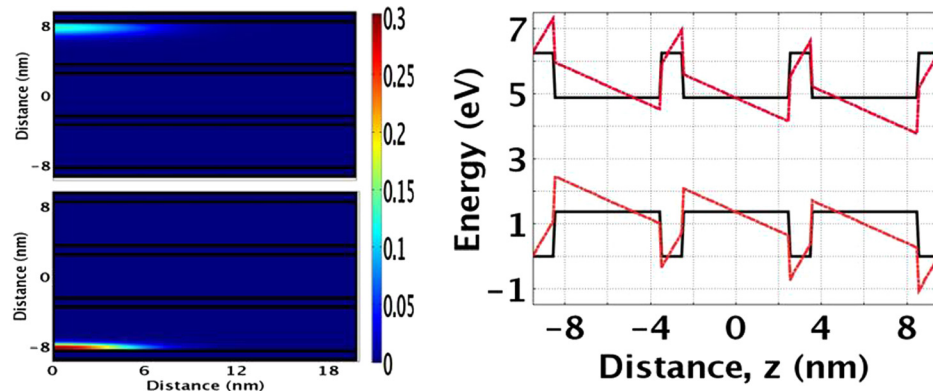 8
0
-8
Distance (nm)
8
0
-8
Distance (nm)
0 6 12 18
Distance (nm)
0.3
0.25
0.2
0.15
0.1
0.05
0
7
5
3
1
-1
Energy (eV)
-8 -4 0 4 8
Distance, z (nm)